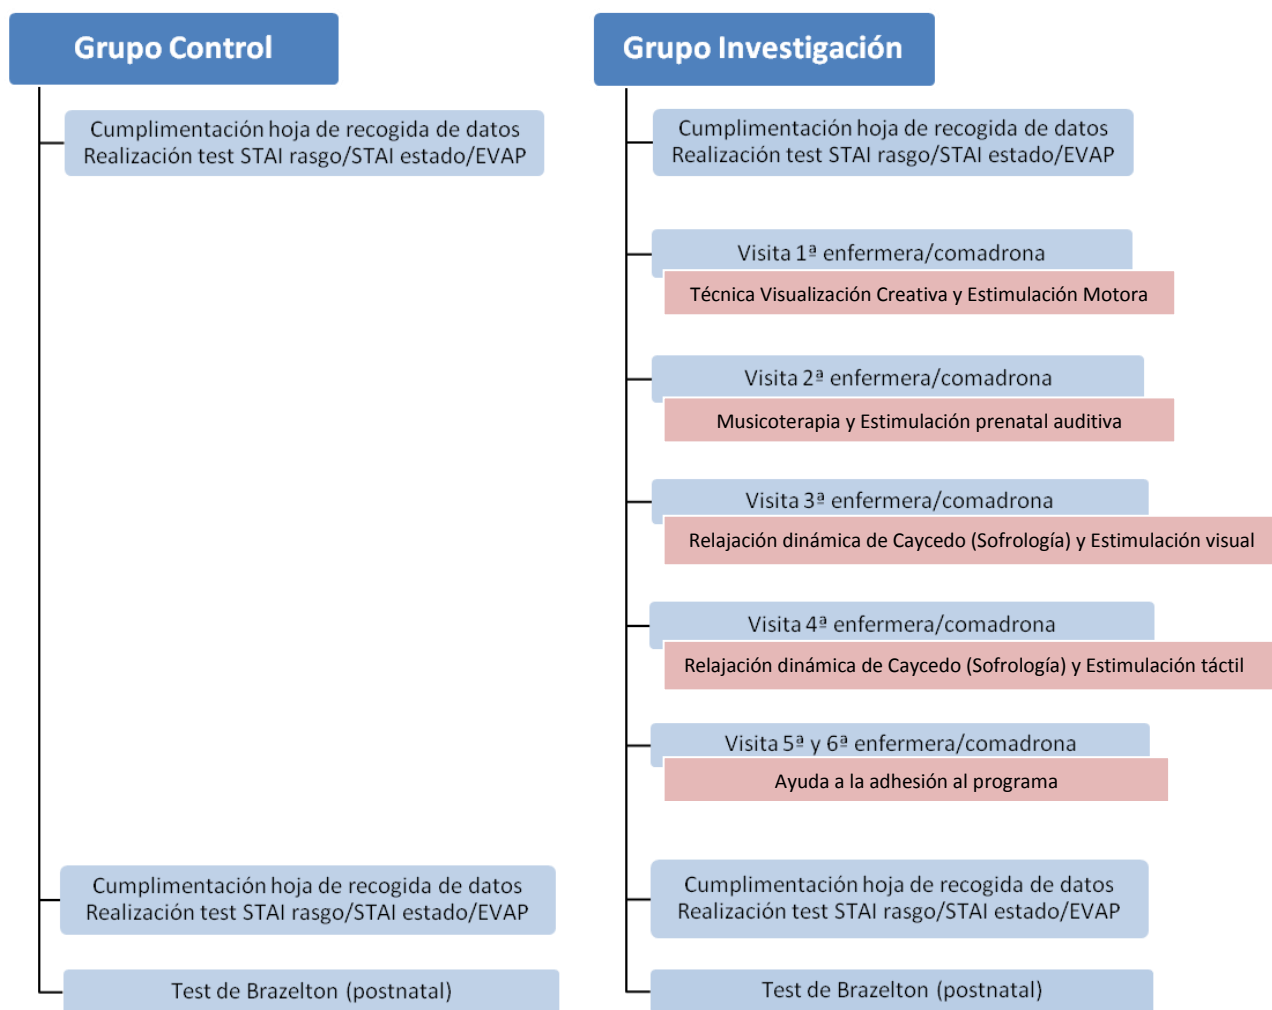 Grupo Control
Cumplimentación hoja de recogida de datos
Realización test STAI rasgo/STAI estado/EVAP
Cumplimentación hoja de recogida de datos
Realización test STAI rasgo/STAI estado/EVAP
Test de Brazelton (postnatal)
Grupo Investigación
Cumplimentación hoja de recogida de datos
Realización test STAI rasgo/STAI estado/EVAP
Visita 1ª enfermera/comadrona
Técnica Visualización Creativa y Estimulación Motora
Visita 2ª enfermera/comadrona
Musicoterapia y Estimulación prenatal auditiva
Visita 3ª enfermera/comadrona
Relajación dinámica de Caycedo (Sofrología) y Estimulación visual
Visita 4ª enfermera/comadrona
Relajación dinámica de Caycedo (Sofrología) y Estimulación táctil
Visita 5ª y 6ª enfermera/comadrona
Ayuda a la adhesión al programa
Cumplimentación hoja de recogida de datos
Realización test STAI rasgo/STAI estado/EVAP
Test de Brazelton (postnatal)